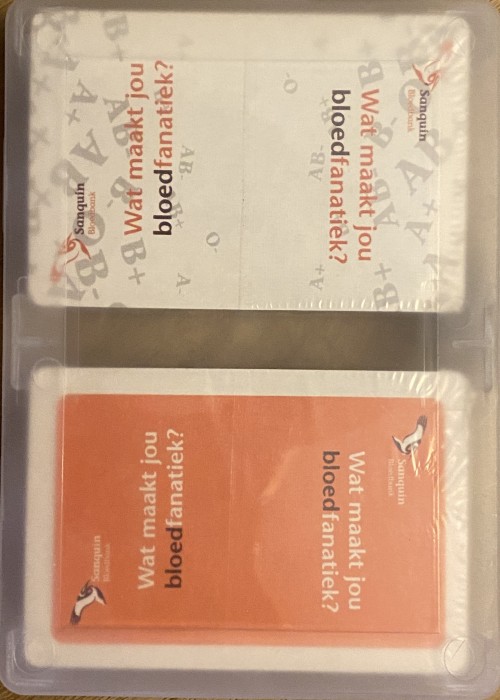 Wat maakt jou
bloedfanatiek?
Sanquin
Bloedbank
Wat maakt jou
bloedfanatiek?
Sanquin
Bloedbank
AB-
B+
O-
A+
A-
Wat maakt jou
bloedfanatiek?
Sanquin
Bloedbank
Wat maakt jou
bloedfanatiek?
Sanquin
Bloedbank